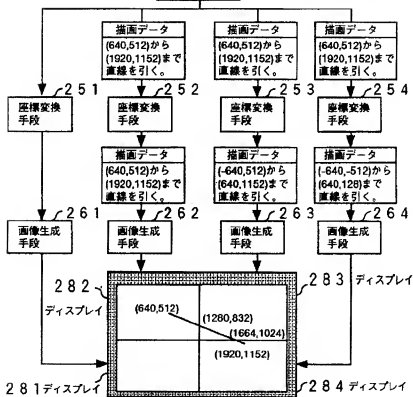 描画データ
(640,512)から
(1920,1152)まで
直線を引く。
描画データ
(640,512)から
(1920,1152)まで
直線を引く。
描画データ
(640,512)から
(1920,1152)まで
直線を引く。
251
252
253
254
座標変換
手段
座標変換
手段
座標変換
手段
座標変換
手段
描画データ
(640,512)から
(1920,1152)まで
直線を引く。
描画データ
(-640,512)から
(640,1152)まで
直線を引く。
描画データ
(-640,-512)から
(640,128)まで
直線を引く。
261
262
263
264
画像生成
手段
画像生成
手段
画像生成
手段
画像生成
手段
282
ディスプレイ
283 ディスプレイ
(640,512)
(1280,832)
(1664,1024)
(1920,1152)
281ディスプレイ
284ディスプレイ